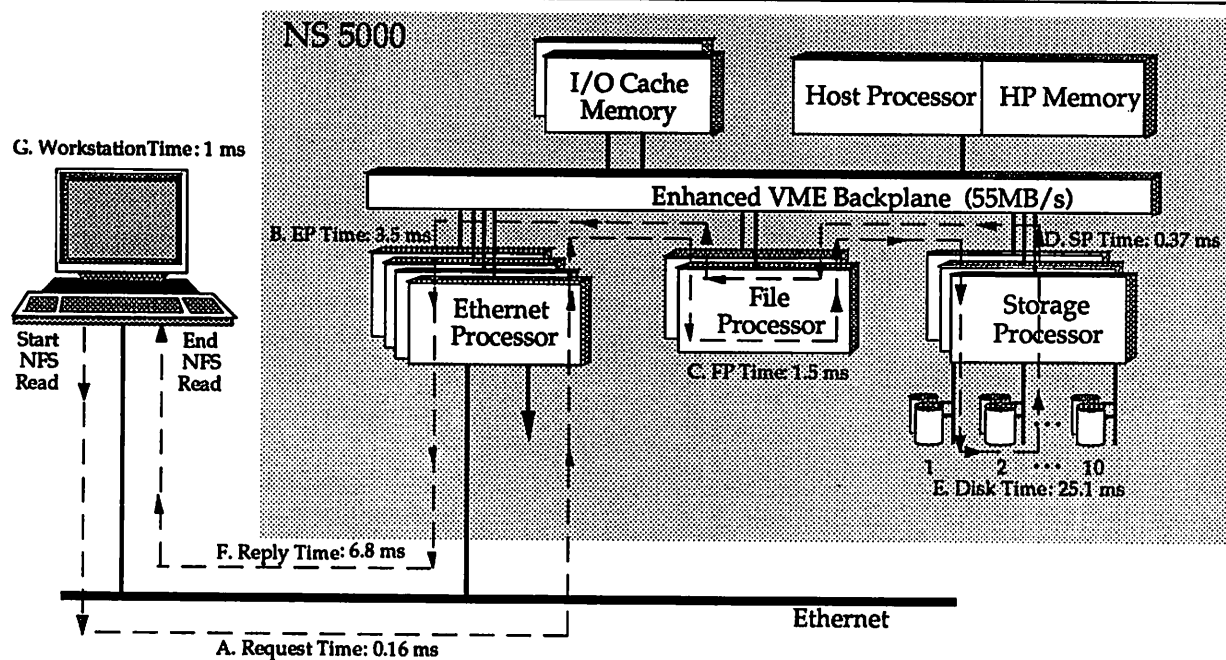 NS 5000
I/O Cache
Memory
Host Processor
HP Memory
G. WorkstationTime: 1 ms
Enhanced VME Backplane (55MB/s)
B. EP Time: 3.5 ms
D. SP Time: 0.37 ms
Ethernet
Processor
File
Processor
Storage
Processor
Start
NFS
Read
End
NFS
Read
C. FP Time: 1.5 ms
1
2
• • •
10
E. Disk Time: 25.1 ms
F. Reply Time: 6.8 ms
Ethernet
A. Request Time: 0.16 ms